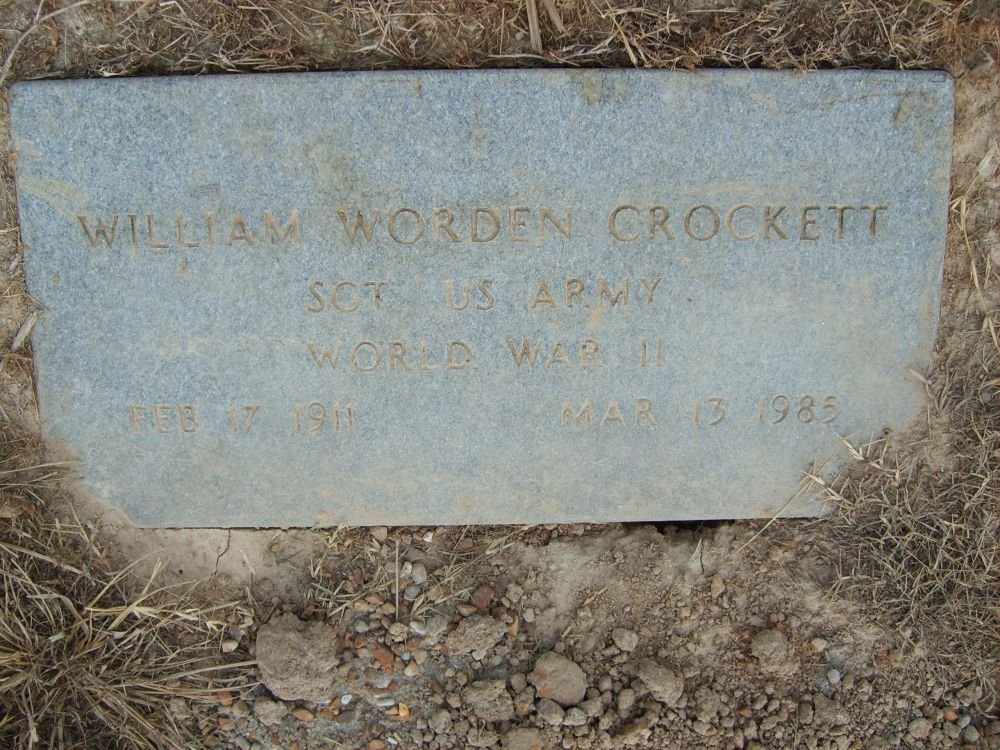 WILLIAM WORDEN CROCKETT
SGT US ARMY
WORLD WAR II
FEB 17 1911 MAR 13 1985